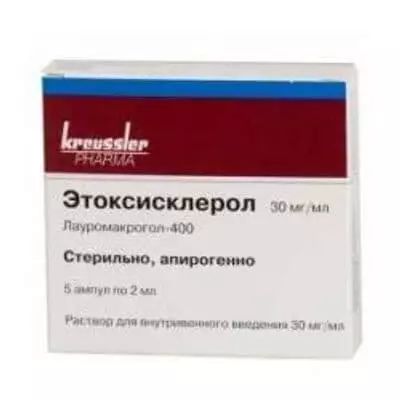 kreussler
PHARMA
Этоксисклерол 30 мг/мл
Лауромакрогол-400
Стерильно, апирогенно
5 ампул по 2 мл
Раствор для внутривенного введения 30 мг/мл